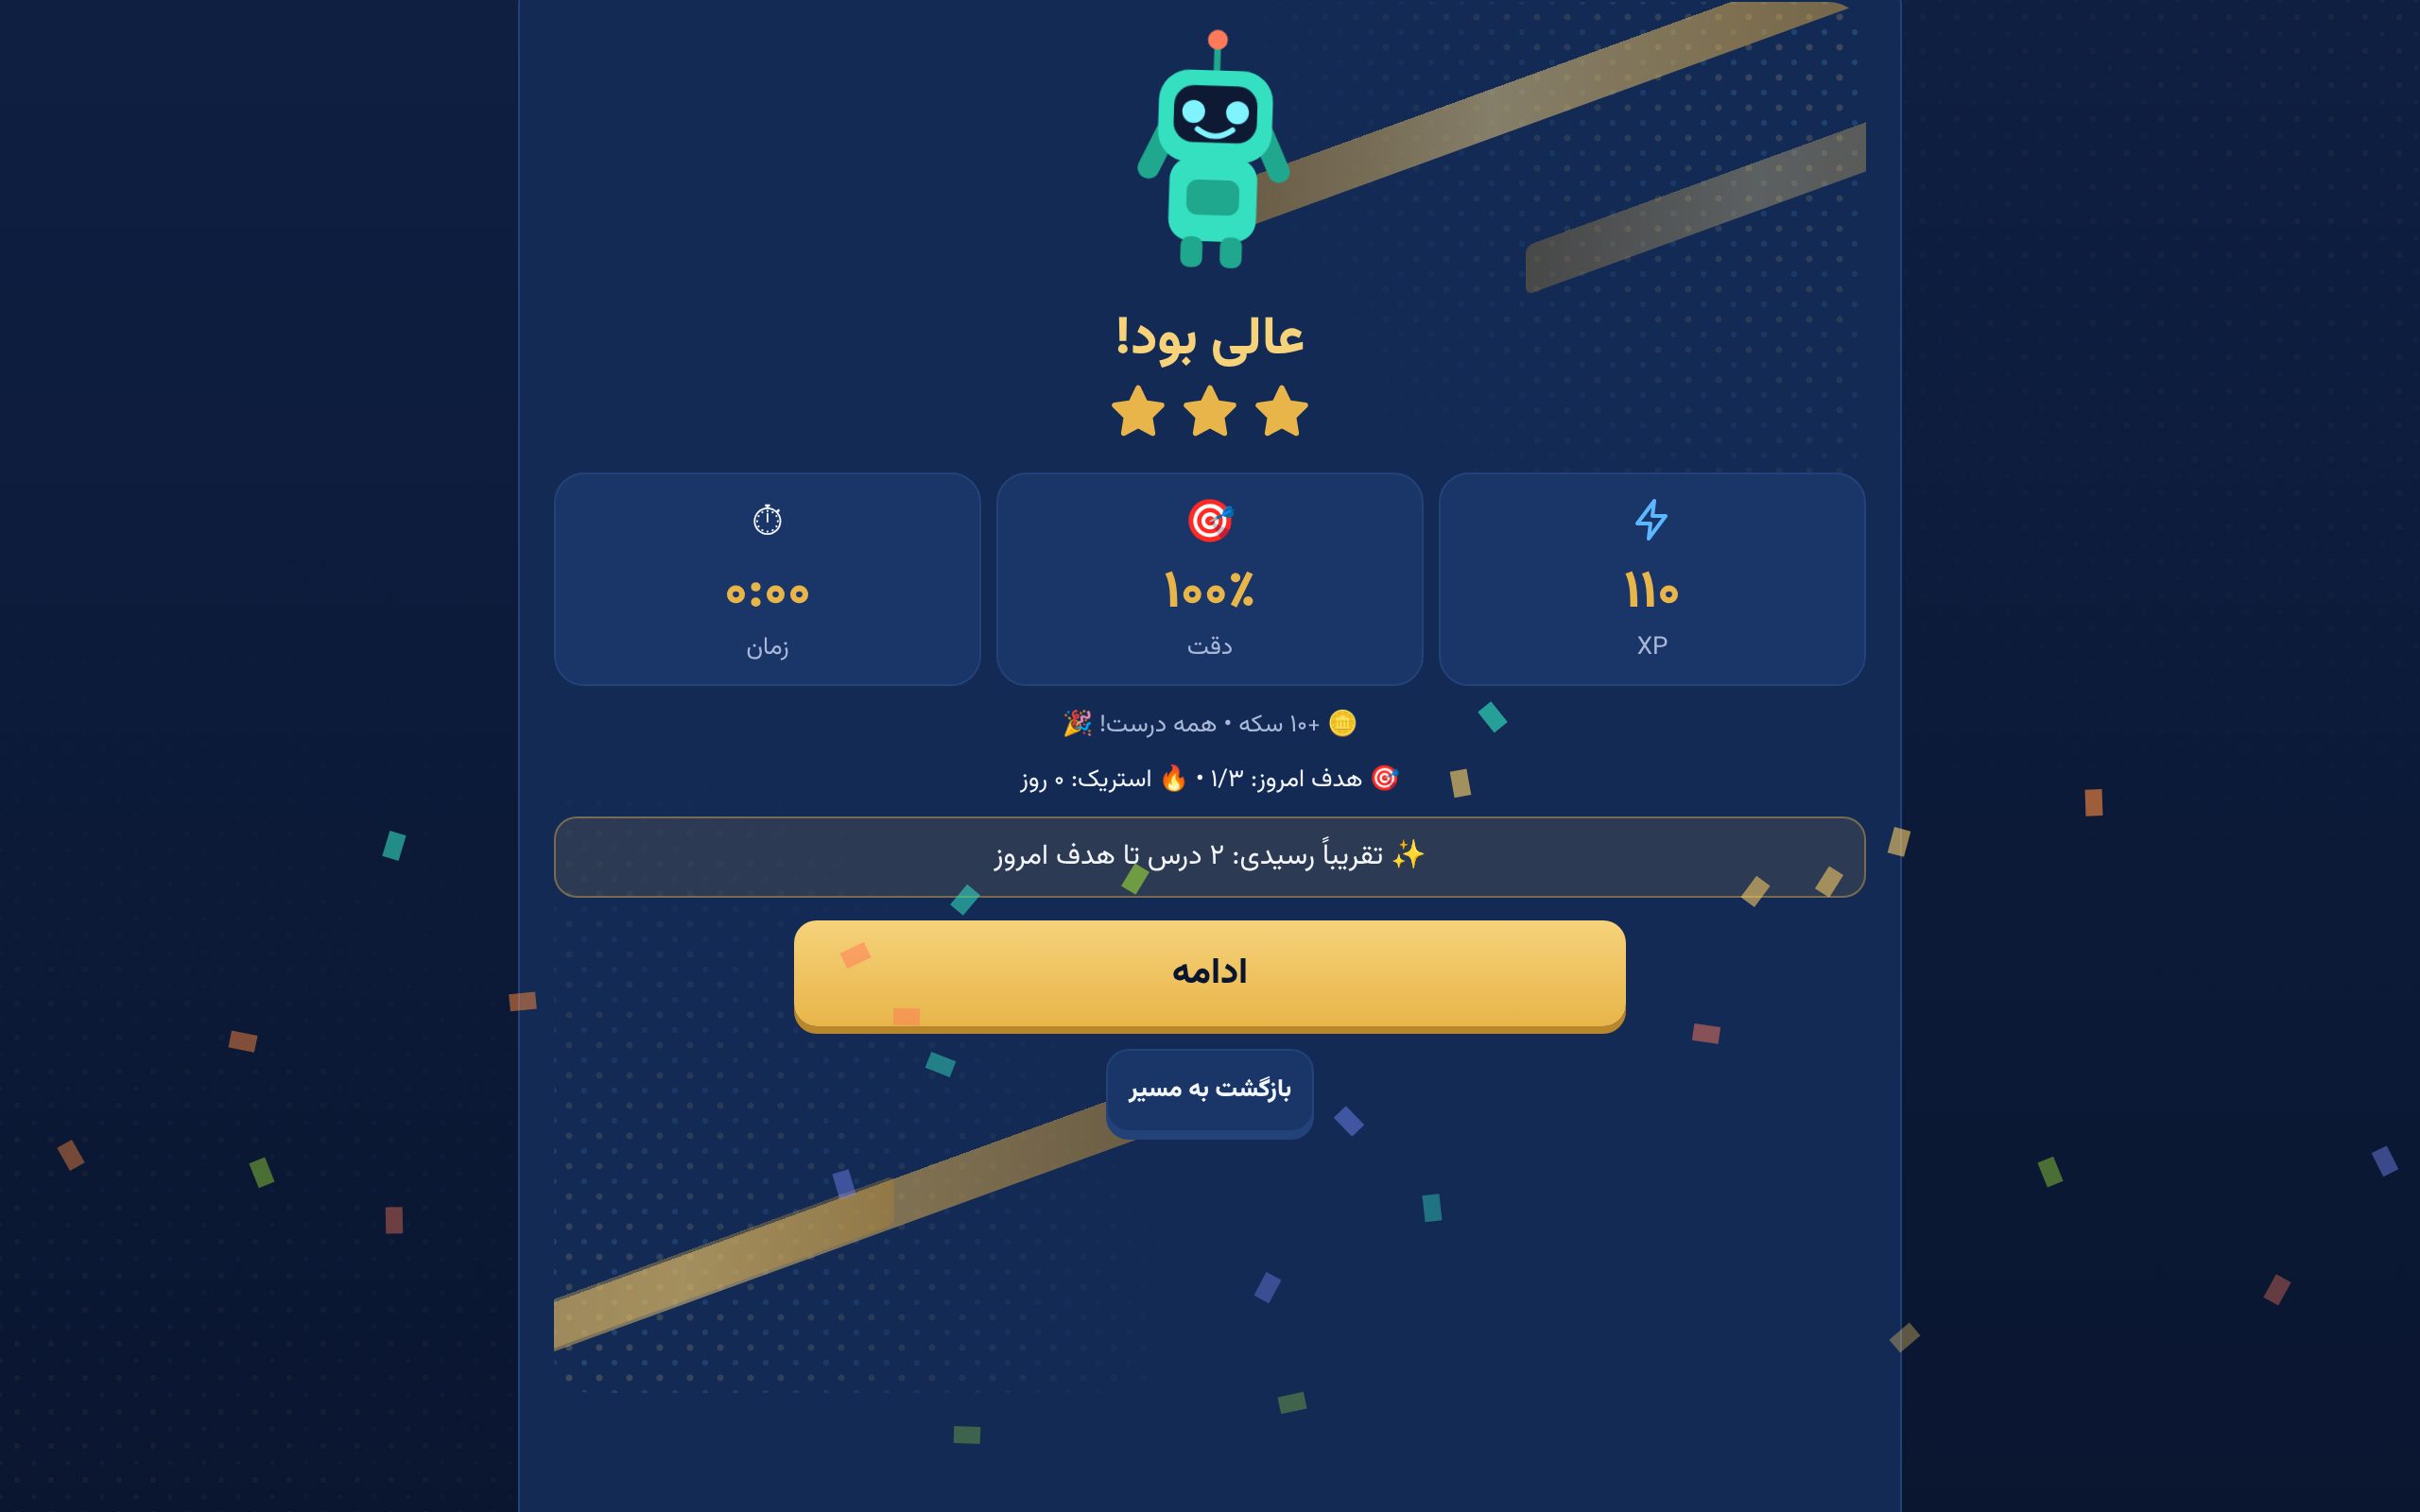 عالی بود!
۱۱۰
XP
۱۰۰٪
دقت
۰:۰۰
زمان
🪙 +۱۰ سکه • همه درست! 🎉
🎯 هدف امروز: ۱/۳ • 🔥 استریک: ۰ روز
✨ تقریباً رسیدی: ۲ درس تا هدف امروز
ادامه
بازگشت به مسیر